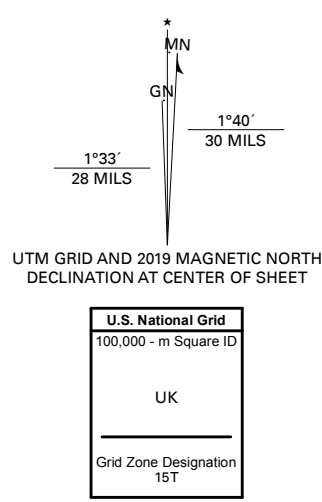 ★
MN
GN
1°40´
30 MILS
1°33´
28 MILS
UTM GRID AND 2019 MAGNETIC NORTH
DECLINATION AT CENTER OF SHEET
U.S. National Grid
100,000 - m Square ID
UK
Grid Zone Designation
15T